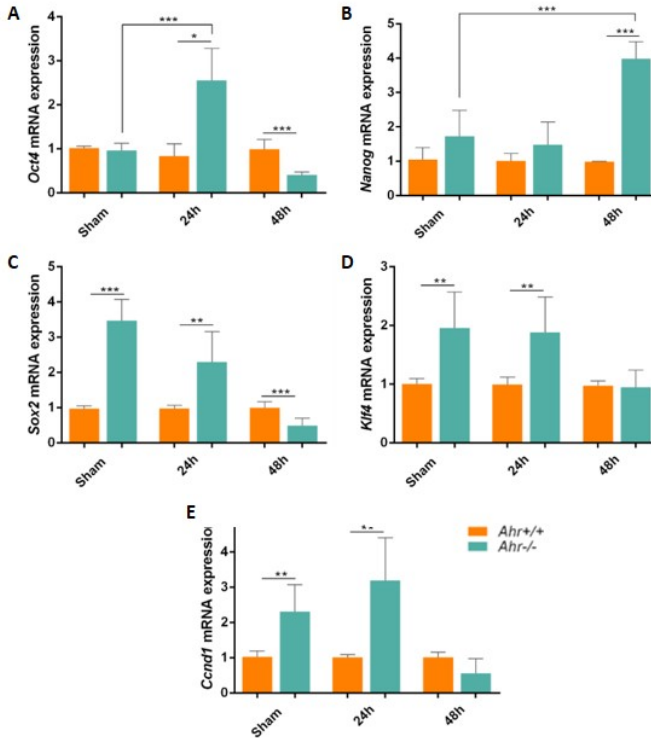 A
Oct4 mRNA expression
4
3
2
1
0
***
*
***
Sham
24h
48h
B
Nanog mRNA expression
5
4
3
2
1
0
***
***
Sham
24h
48h
C
Sox2 mRNA expression
5
4
3
2
1
0
***
**
***
Sham
24h
48h
D
Klf4 mRNA expression
3
2
1
0
**
**
Sham
24h
48h
E
Ccnd1 mRNA expression
4
3
2
1
0
**
Sham
24h
48h
Ahr+/+
Ahr-/-